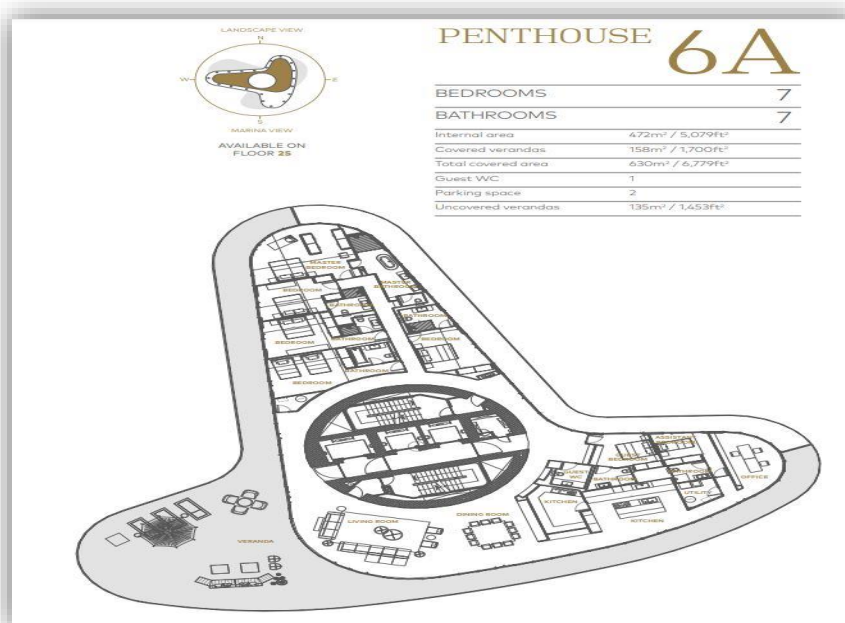 LANDSCAPE VIEW
N
W
E
S
MARINA VIEW
AVAILABLE ON
FLOOR 25
PENTHOUSE 6A
BEDROOMS 7
BATHROOMS 7
Internal area 472m² / 5,079ft²
Covered verandas 158m² / 1,700ft²
Total covered area 630m² / 6,779ft²
Guest WC 1
Parking space 2
Uncovered verandas 135m² / 1,453ft²
MASTER
BEDROOM
MASTER
BATHROOM
BEDROOM
BATHROOM
BATHROOM
BEDROOM
BATHROOM
BEDROOM
BATHROOM
BEDROOM
GUEST
WC
BEDROOM
BATHROOM
BATHROOM
UTILITY
OFFICE
KITCHEN
KITCHEN
DINING ROOM
LIVING ROOM
VERANDA